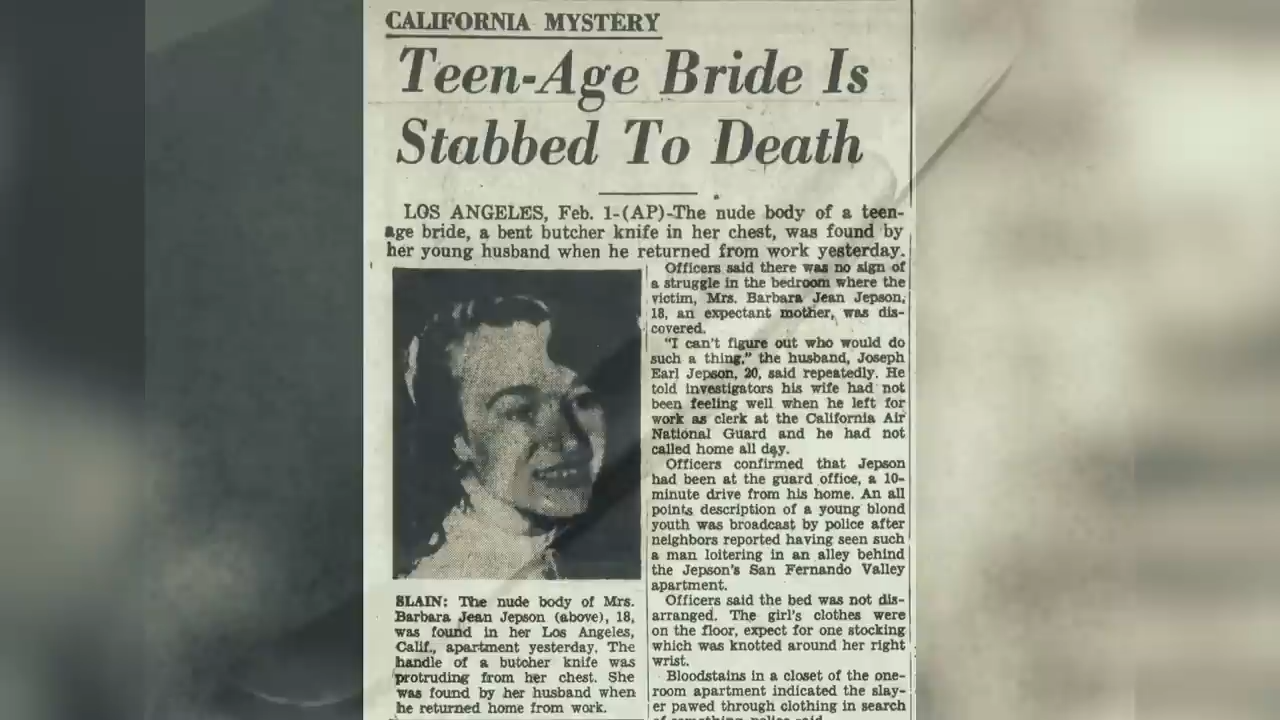 CALIFORNIA MYSTERY
Teen-Age Bride Is
Stabbed To Death
LOS ANGELES, Feb. 1-(AP)-The nude body of a teen-
age bride, a bent butcher knife in her chest, was found by
her young husband when he returned from work yesterday.
Officers said there was no sign of
a struggle in the bedroom where the
victim, Mrs. Barbara Jean Jepson,
18, an expectant mother, was dis-
covered.
"I can't figure out who would do
such a thing," the husband, Joseph
Earl Jepson, 20, said repeatedly. He
told investigators his wife had not
been feeling well when he left for
work as clerk at the California Air
National Guard and he had not
called home all day.
Officers confirmed that Jepson
had been at the guard office, a 10-
minute drive from his home. An all
points description of a young blond
youth was broadcast by police after
neighbors reported having seen such
a man loitering in an alley behind
the Jepson's San Fernando Valley
apartment.
Officers said the bed was not dis-
arranged. The girl's clothes were
on the floor, expect for one stocking
which was knotted around her right
wrist.
Bloodstains in a closet of the one-
room apartment indicated the slay-
er pawed through clothing in search
of something, police said.
SLAIN: The nude body of Mrs.
Barbara Jean Jepson (above), 18,
was found in her Los Angeles,
Calif., apartment yesterday. The
handle of a butcher knife was
protruding from her chest. She
was found by her husband when
he returned home from work.